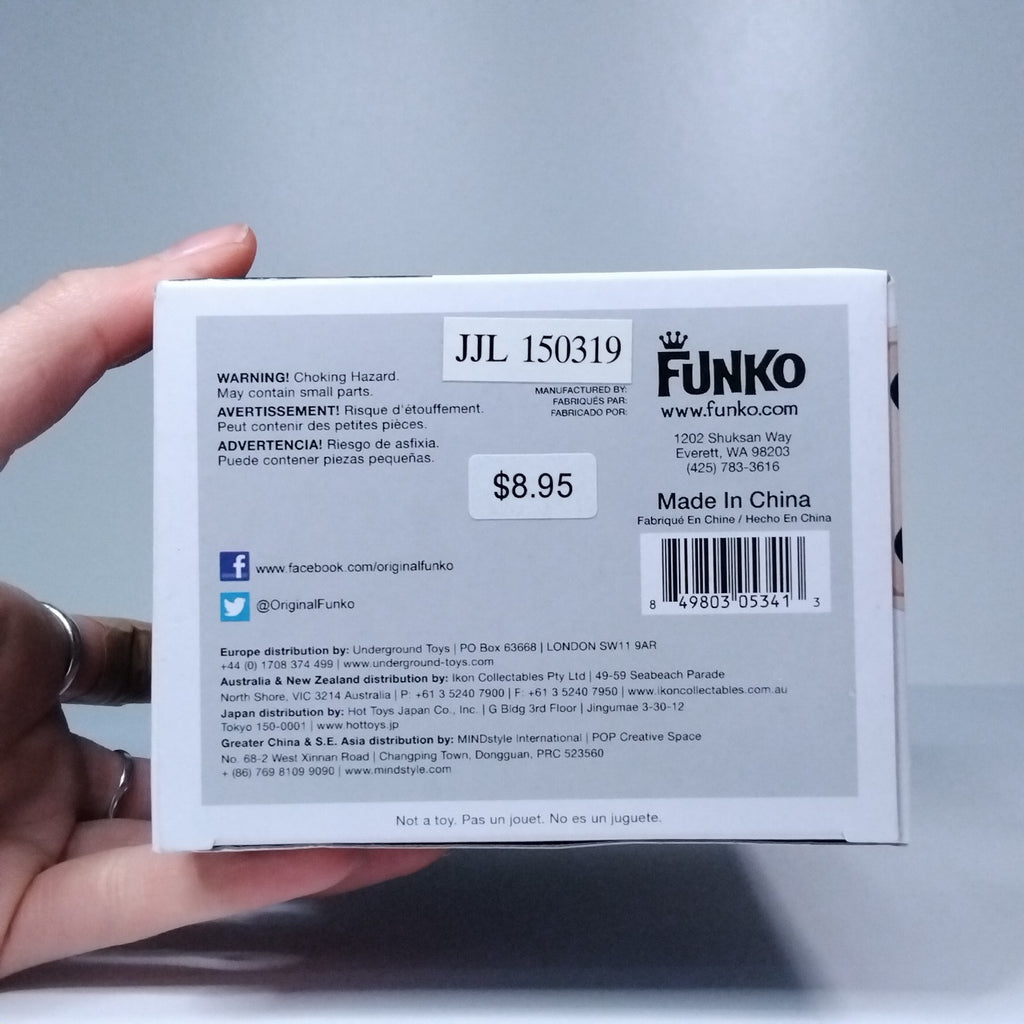 JJL 150319
FUNKO
www.funko.com
1202 Shuksan Way
Everett, WA 98203
(425) 783-3616
MANUFACTURED BY:
FABRIQUÉS PAR:
FABRICADO POR:
WARNING! Choking Hazard.
May contain small parts.
AVERTISSEMENT! Risque d'étouffement.
Peut contenir des petites pièces.
ADVERTENCIA! Riesgo de asfixia.
Puede contener piezas pequeñas.
$8.95
Made In China
Fabriqué En Chine / Hecho En China
8 49803 05341 3
f www.facebook.com/originalfunko
@OriginalFunko
Europe distribution by: Underground Toys | PO Box 63668 | LONDON SW11 9AR
+44 (0) 1708 374 499 | www.underground-toys.com
Australia & New Zealand distribution by: Ikon Collectables Pty Ltd | 49-59 Seabeach Parade
North Shore, VIC 3214 Australia | P: +61 3 5240 7900 | F: +61 3 5240 7950 | www.ikoncollectables.com.au
Japan distribution by: Hot Toys Japan Co., Inc. | G Bldg 3rd Floor | Jingumae 3-30-12
Tokyo 150-0001 | www.hottoys.jp
Greater China & S.E. Asia distribution by: MINDstyle International | POP Creative Space
No. 68-2 West Xinnan Road | Changping Town, Dongguan, PRC 523560
+ (86) 769 8109 9090 | www.mindstyle.com
Not a toy. Pas un jouet. No es un juguete.